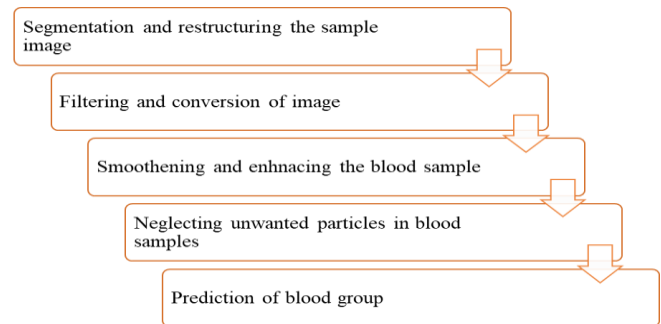 Segmentation and restructuring the sample
image
Filtering and conversion of image
Smoothening and enhnacing the blood sample
Neglecting unwanted particles in blood
samples
Prediction of blood group